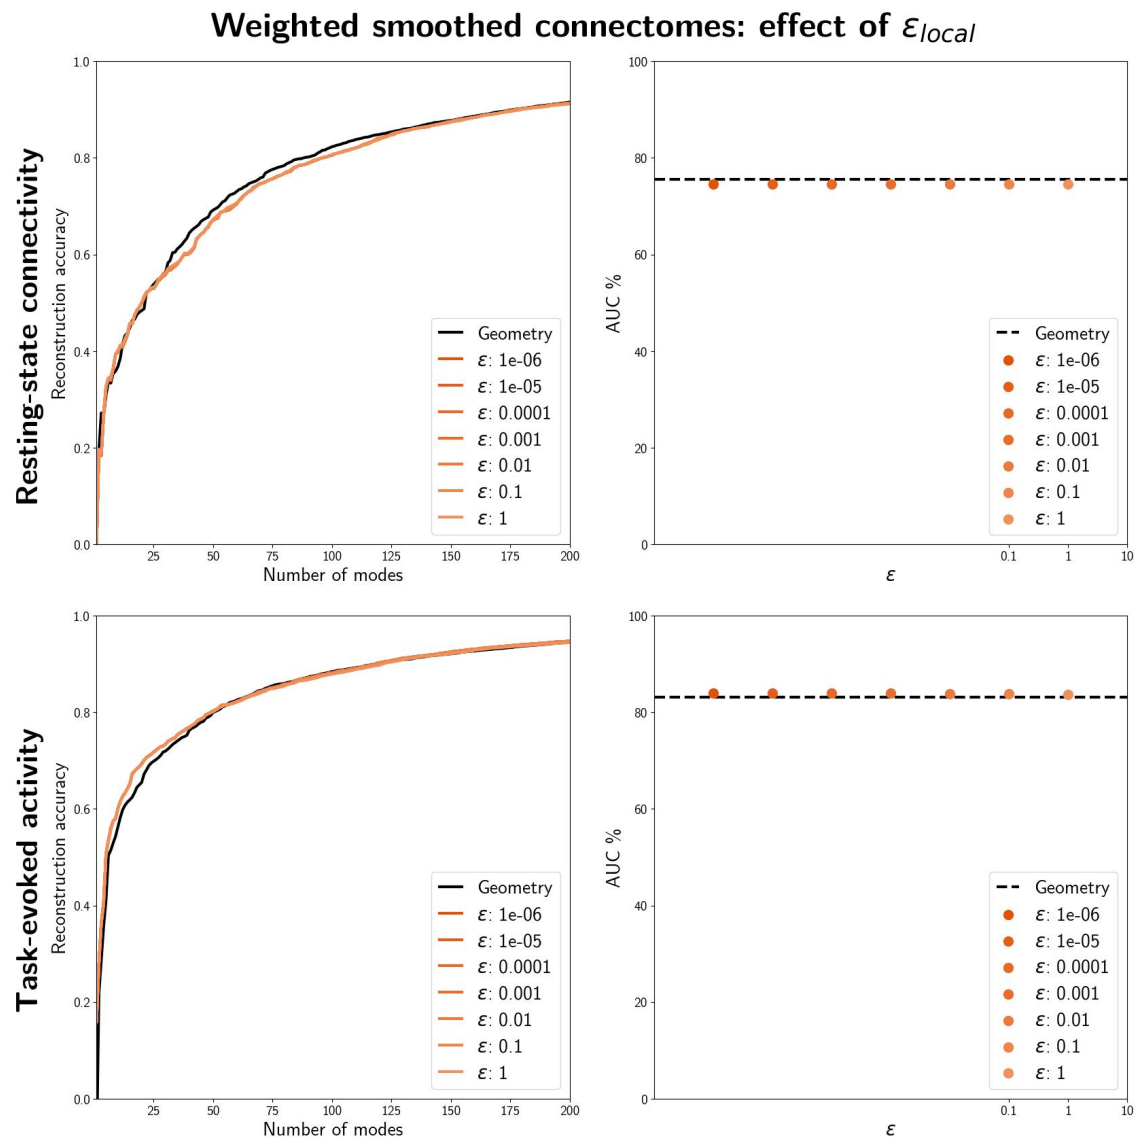 Weighted smoothed connectomes: effect of ε_local
Resting-state connectivity
Reconstruction accuracy
1.0
0.8
0.6
0.4
0.2
0.0
25 50 75 100 125 150 175 200
Number of modes
Geometry
ε: 1e-06
ε: 1e-05
ε: 0.0001
ε: 0.001
ε: 0.01
ε: 0.1
ε: 1
AUC %
100
80
60
40
20
0
0.1 1 10
ε
Geometry
ε: 1e-06
ε: 1e-05
ε: 0.0001
ε: 0.001
ε: 0.01
ε: 0.1
ε: 1
Task-evoked activity
Reconstruction accuracy
1.0
0.8
0.6
0.4
0.2
0.0
25 50 75 100 125 150 175 200
Number of modes
Geometry
ε: 1e-06
ε: 1e-05
ε: 0.0001
ε: 0.001
ε: 0.01
ε: 0.1
ε: 1
AUC %
100
80
60
40
20
0
0.1 1 10
ε
Geometry
ε: 1e-06
ε: 1e-05
ε: 0.0001
ε: 0.001
ε: 0.01
ε: 0.1
ε: 1